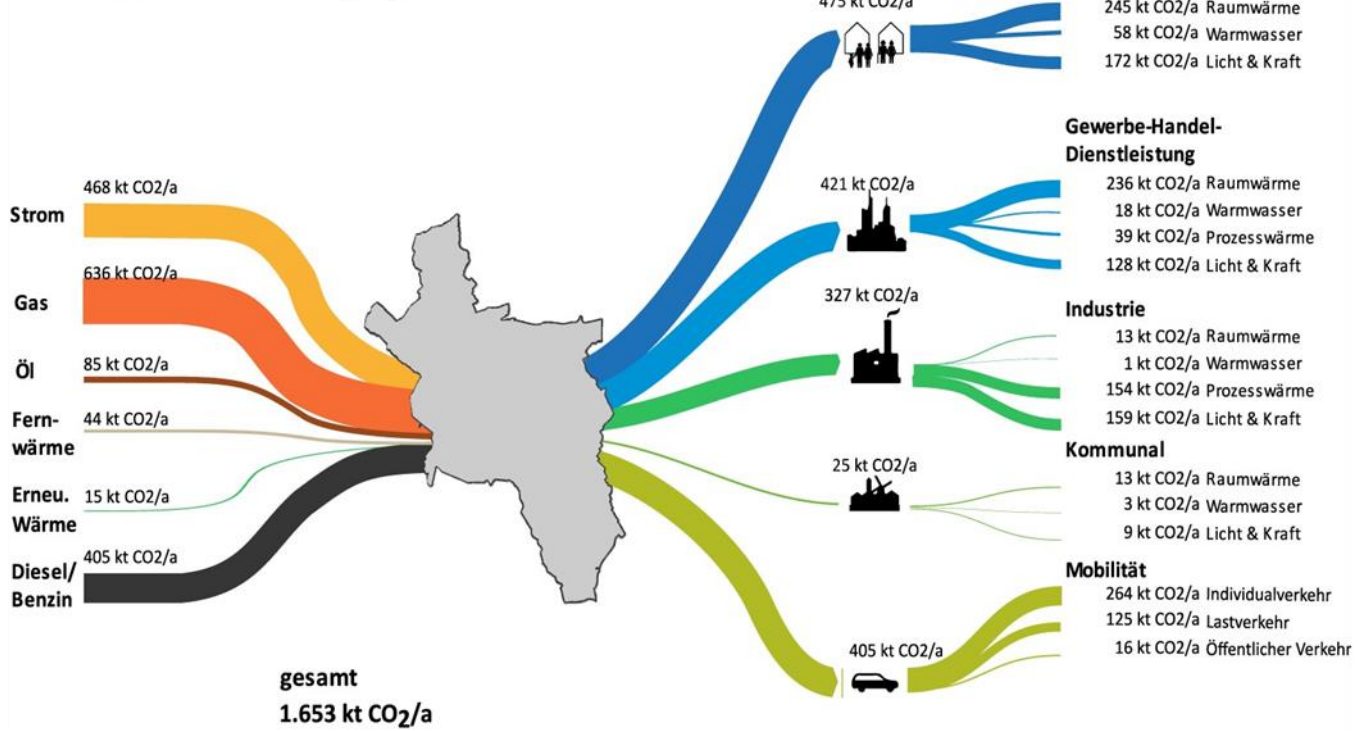 Strom
468 kt CO2/a
Gas
636 kt CO2/a
Öl
85 kt CO2/a
Fern-
wärme
44 kt CO2/a
Erneu.
Wärme
15 kt CO2/a
Diesel/
Benzin
405 kt CO2/a
gesamt
1.653 kt CO2/a
475 kt CO2/a
245 kt CO2/a Raumwärme
58 kt CO2/a Warmwasser
172 kt CO2/a Licht & Kraft
Gewerbe-Handel-
Dienstleistung
421 kt CO2/a
236 kt CO2/a Raumwärme
18 kt CO2/a Warmwasser
39 kt CO2/a Prozesswärme
128 kt CO2/a Licht & Kraft
Industrie
327 kt CO2/a
13 kt CO2/a Raumwärme
1 kt CO2/a Warmwasser
154 kt CO2/a Prozesswärme
159 kt CO2/a Licht & Kraft
Kommunal
25 kt CO2/a
13 kt CO2/a Raumwärme
3 kt CO2/a Warmwasser
9 kt CO2/a Licht & Kraft
Mobilität
405 kt CO2/a
264 kt CO2/a Individualverkehr
125 kt CO2/a Lastverkehr
16 kt CO2/a Öffentlicher Verkehr